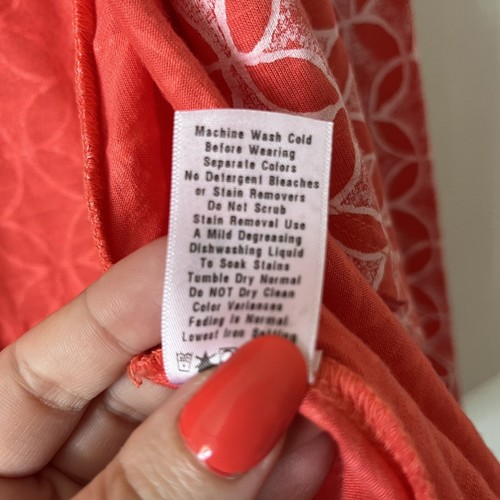 Machine Wash Cold
Before Wearing
Separate Colors
No Detergent Bleaches
or Stain Removers
Do Not Scrub
Stain Removal Use
A Mild Degreasing
Dishwashing Liquid
To Soak Stains
Tumble Dry Normal
Do NOT Dry Clean
Color Variances
Fading is Normal
Lowest Iron Setting